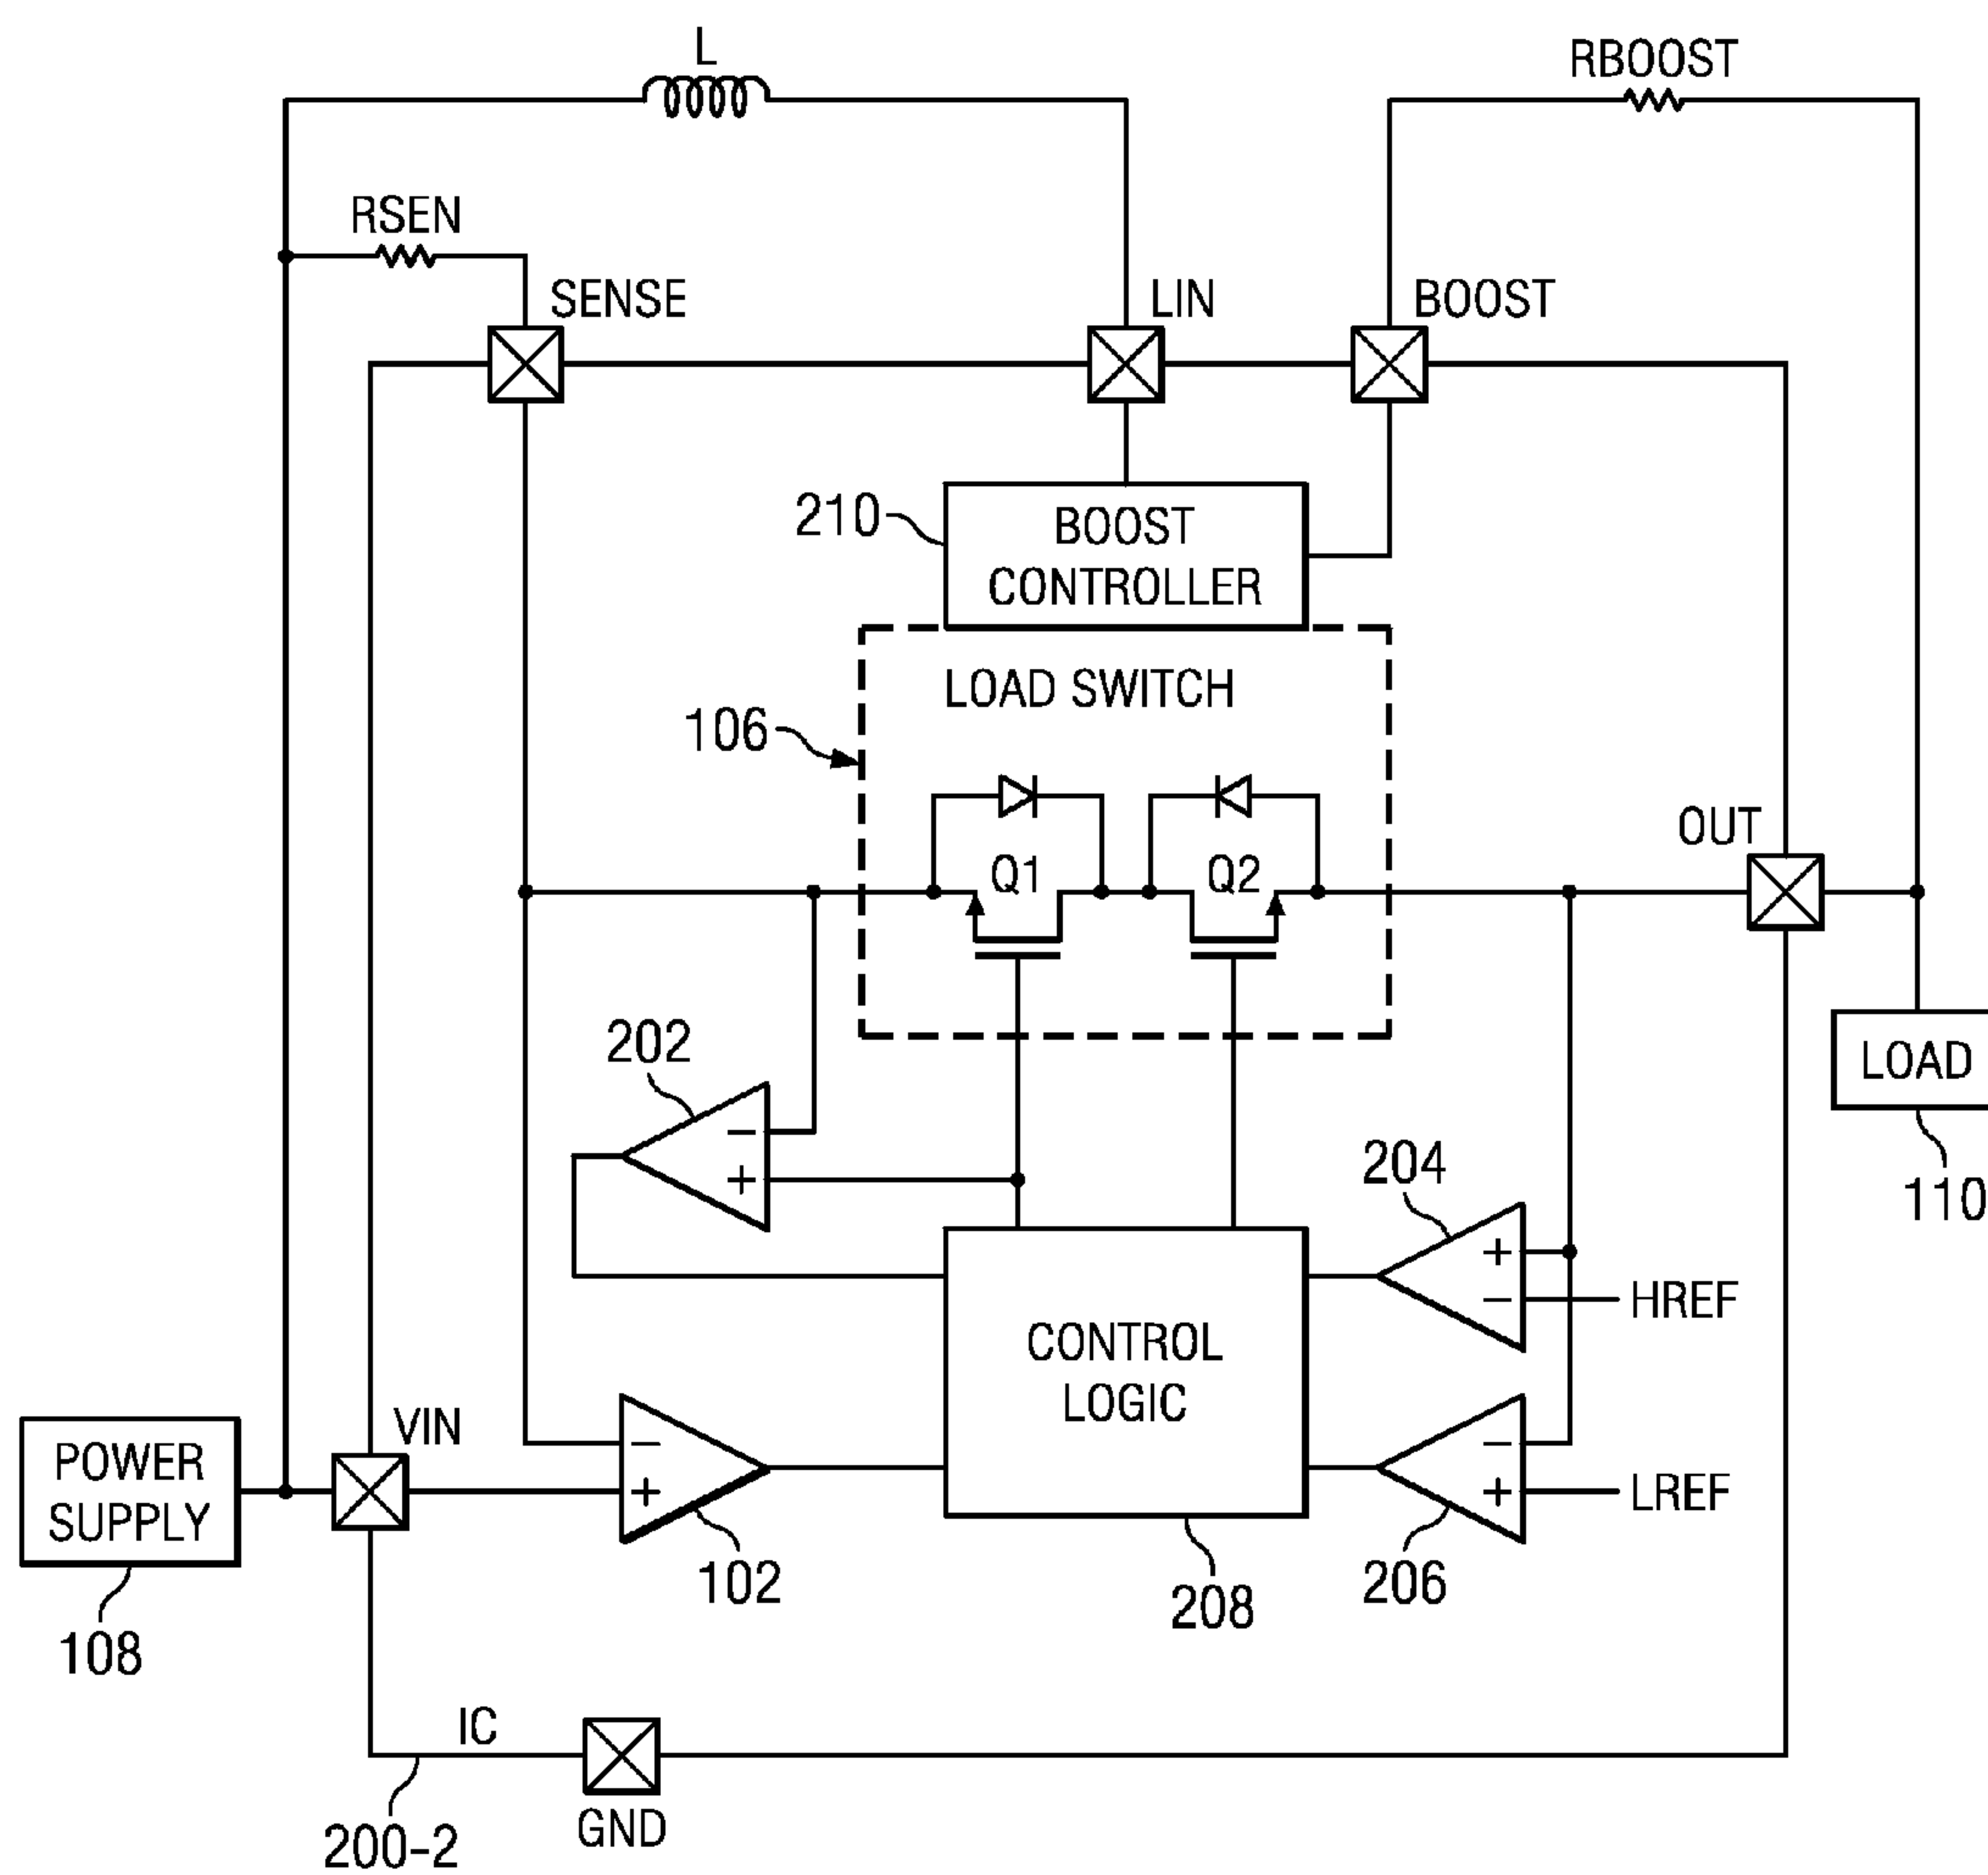 L
RBOOST
RSEN
SENSE
LIN
BOOST
210
BOOST
CONTROLLER
LOAD SWITCH
106
OUT
Q1
Q2
202
LOAD
204
110
+
−
−
+
HREF
CONTROL
LOGIC
VIN
POWER
SUPPLY
−
+
−
+
LREF
102
206
208
108
IC
GND
200-2